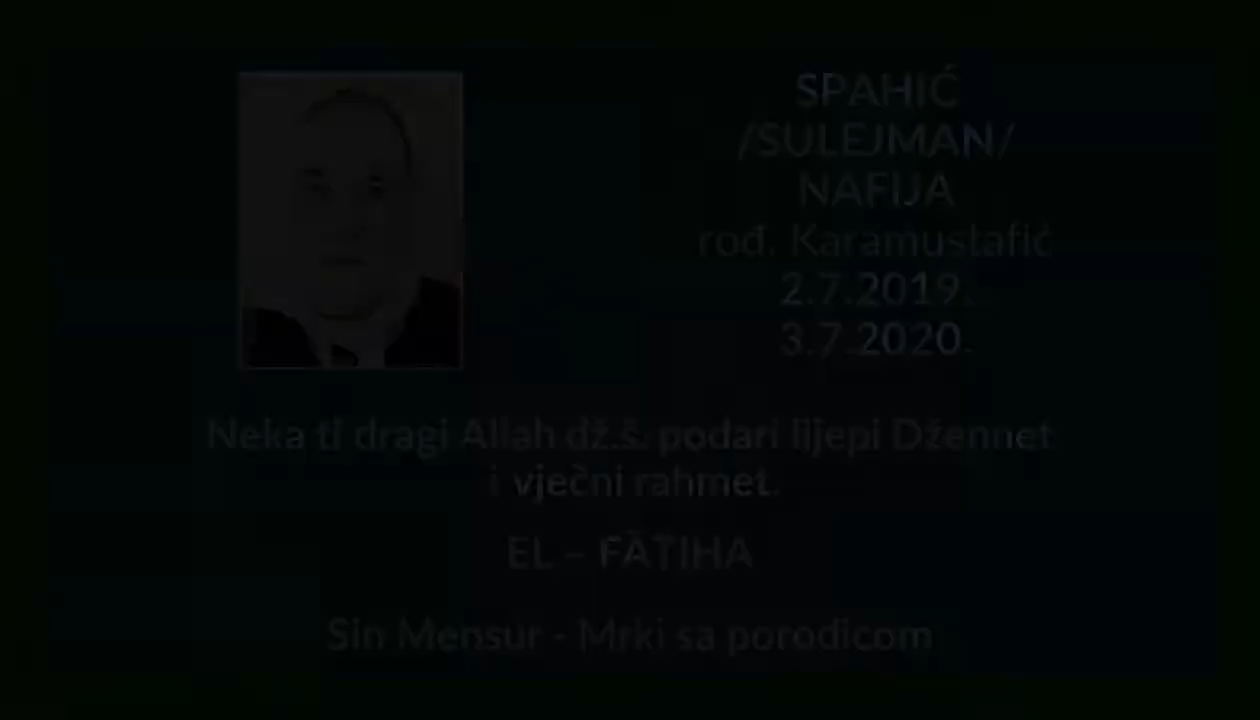 SPAHIĆ
/SULEJMAN/
NAFIJA
rođ. Karamustafić
2.7.2019.
3.7.2020.
Neka ti dragi Allah dž.š. podari lijepi Džennet
i vječni rahmet.
EL – FATIHA
Sin Mensur - Mrki sa porodicom